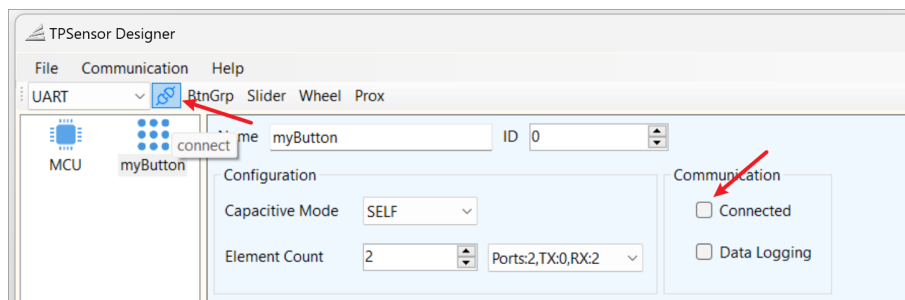 TPSensor Designer
File Communication Help
UART BtnGrp Slider Wheel Prox
connect
MCU myButton
myButton ID 0
Configuration Communication
Capacitive Mode SELF Connected
Element Count 2 Ports:2,TX:0,RX:2 Data Logging